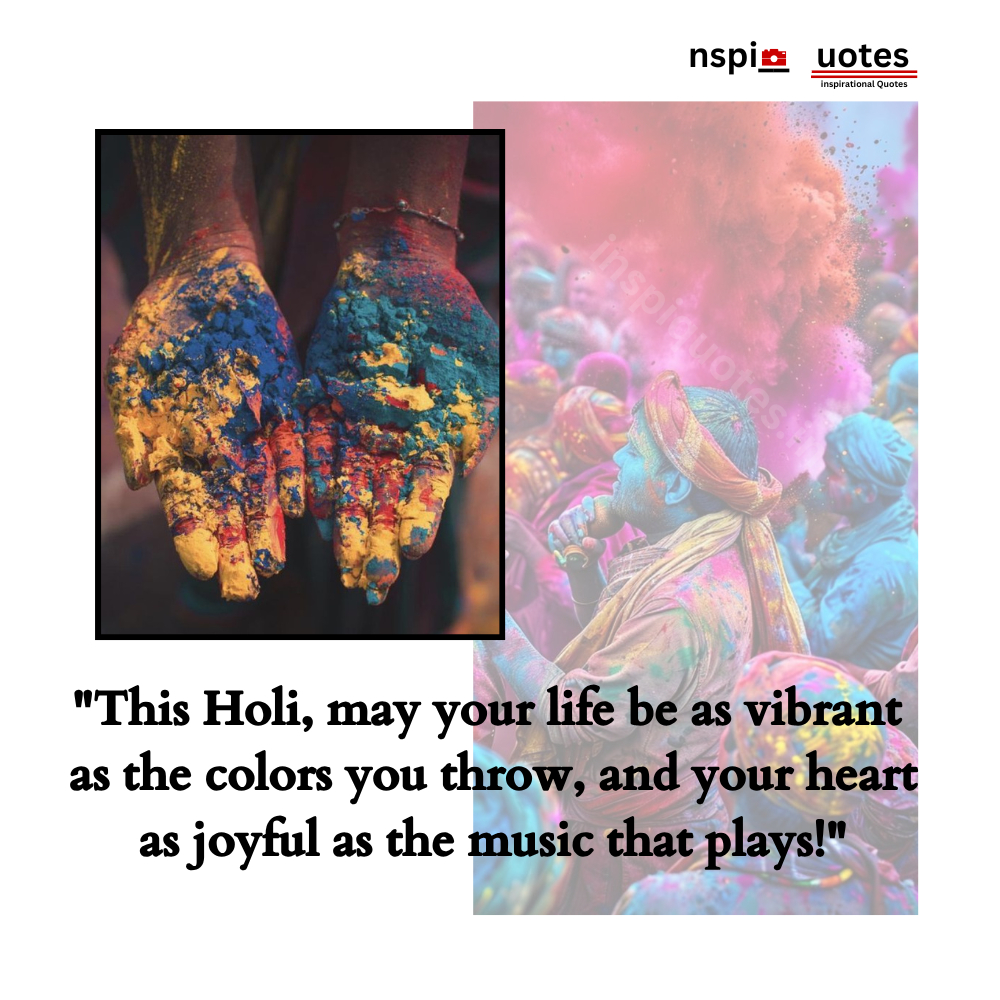 nspi uotes
inspirational Quotes
inspiquotes.
"This Holi, may your life be as vibrant
as the colors you throw, and your heart
as joyful as the music that plays!"